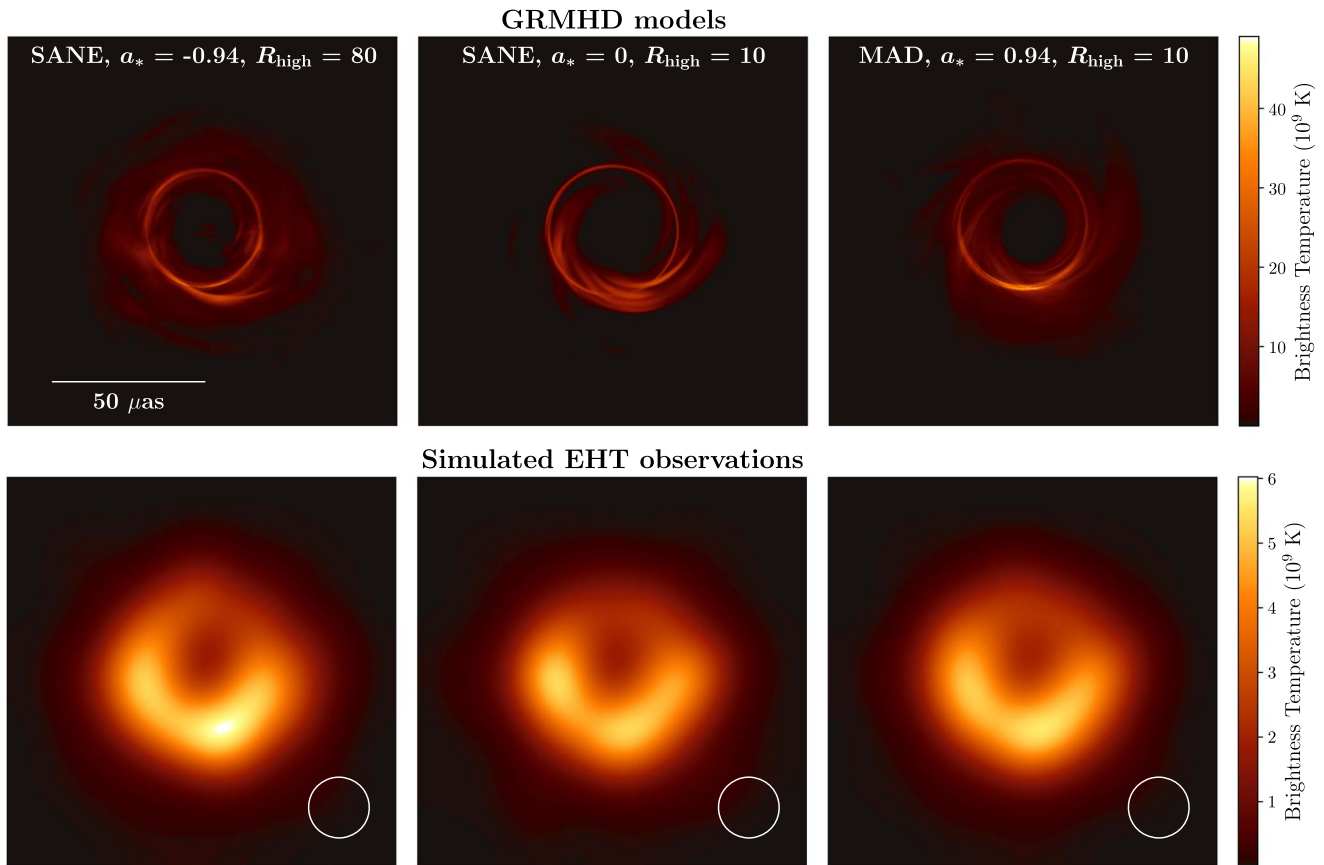 GRMHD models
SANE, a* = -0.94, Rhigh = 80
SANE, a* = 0, Rhigh = 10
MAD, a* = 0.94, Rhigh = 10
50 μas
40
30
20
10
Brightness Temperature (10⁹ K)
Simulated EHT observations
6
5
4
3
2
1
Brightness Temperature (10⁹ K)